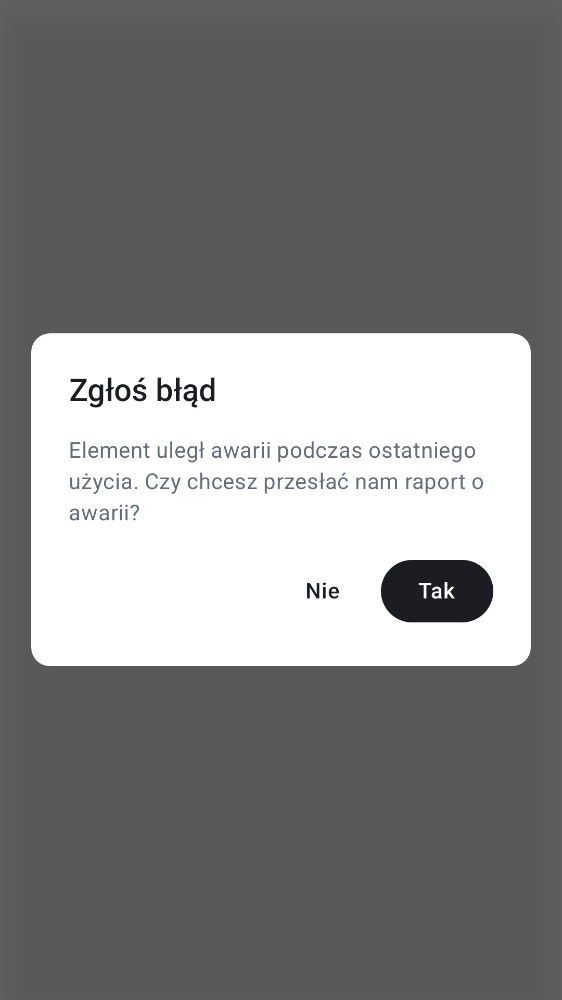 Zgłoś błąd
Element uległ awarii podczas ostatniego
użycia. Czy chcesz przesłać nam raport o
awarii?
Nie
Tak